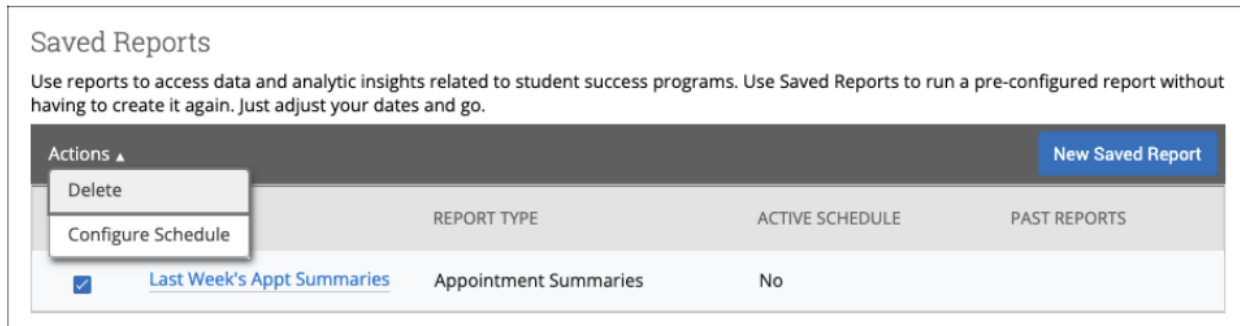 Saved Reports
Use reports to access data and analytic insights related to student success programs. Use Saved Reports to run a pre-configured report without
having to create it again. Just adjust your dates and go.
Actions ▲ New Saved Report
Delete
REPORT TYPE ACTIVE SCHEDULE PAST REPORTS
Configure Schedule
Last Week's Appt Summaries Appointment Summaries No